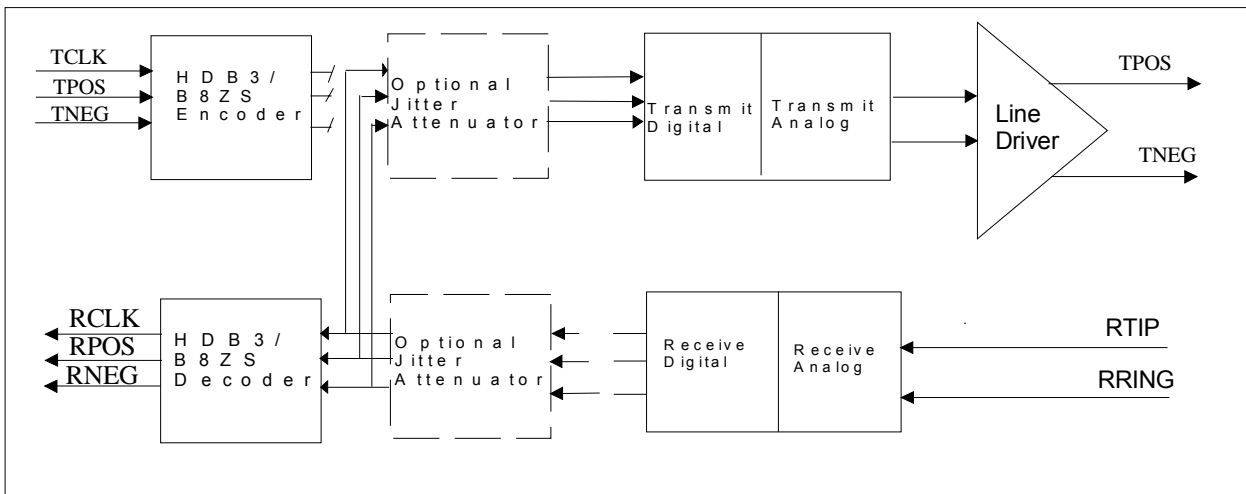 TCLK
TPOS
TNEG
HDB3/
B8ZS
Encoder
Optional
Jitter
Attenuator
Transmit
Digital
Transmit
Analog
Line
Driver
TPOS
TNEG
RCLK
RPOS
RNEG
HDB3/
B8ZS
Decoder
Optional
Jitter
Attenuator
Receive
Digital
Receive
Analog
RTIP
RRING